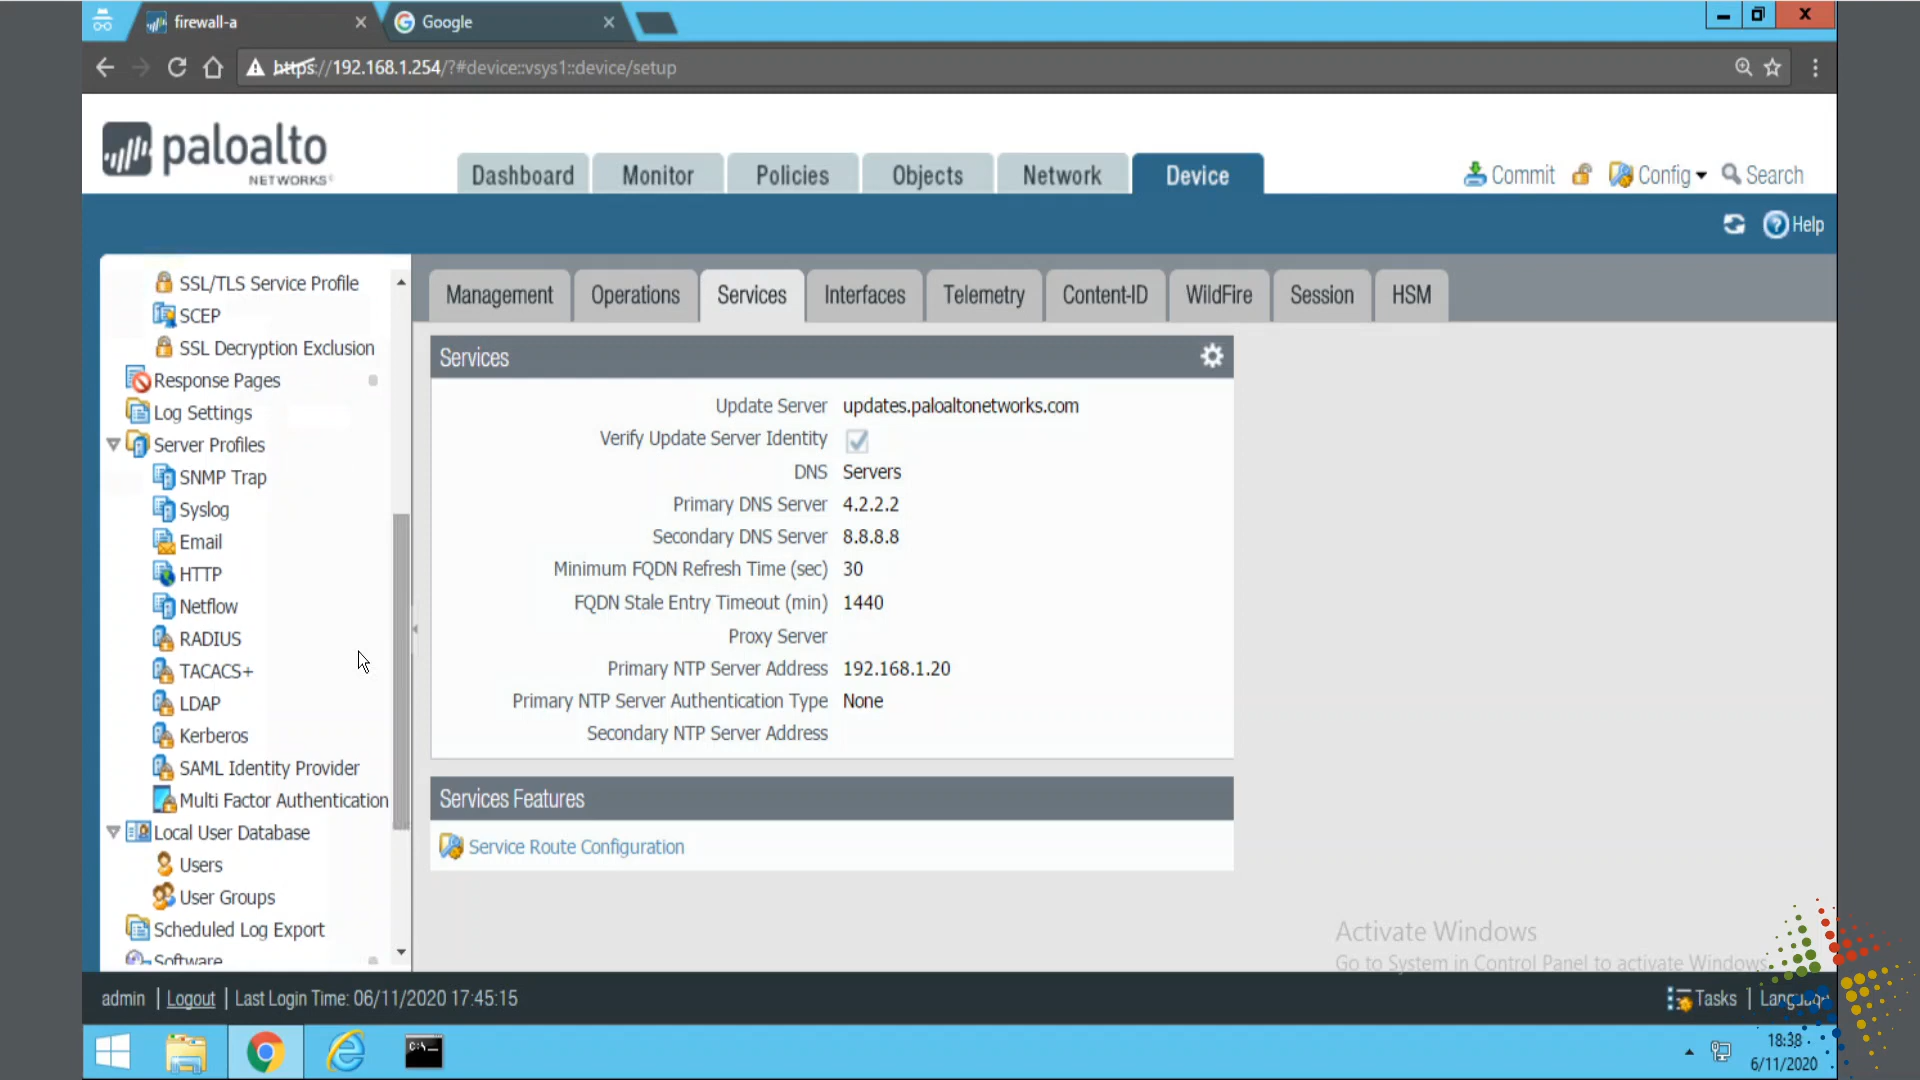 firewall-a
Google
https://192.168.1.254/?#device::vsys1::device/setup
paloalto
NETWORKS
Dashboard
Monitor
Policies
Objects
Network
Device
Commit
Config
Search
Help
SSL/TLS Service Profile
SCEP
SSL Decryption Exclusion
Response Pages
Log Settings
Server Profiles
SNMP Trap
Syslog
Email
HTTP
Netflow
RADIUS
TACACS+
LDAP
Kerberos
SAML Identity Provider
Multi Factor Authentication
Local User Database
Users
User Groups
Scheduled Log Export
Software
Management
Operations
Services
Interfaces
Telemetry
Content-ID
WildFire
Session
HSM
Services
Update Server updates.paloaltonetworks.com
Verify Update Server Identity
DNS Servers
Primary DNS Server 4.2.2.2
Secondary DNS Server 8.8.8.8
Minimum FQDN Refresh Time (sec) 30
FQDN Stale Entry Timeout (min) 1440
Proxy Server
Primary NTP Server Address 192.168.1.20
Primary NTP Server Authentication Type None
Secondary NTP Server Address
Services Features
Service Route Configuration
Activate Windows
Go to System in Control Panel to activate Windows.
admin | Logout | Last Login Time: 06/11/2020 17:45:15
Tasks | Language
C:\_
18:38
6/11/2020